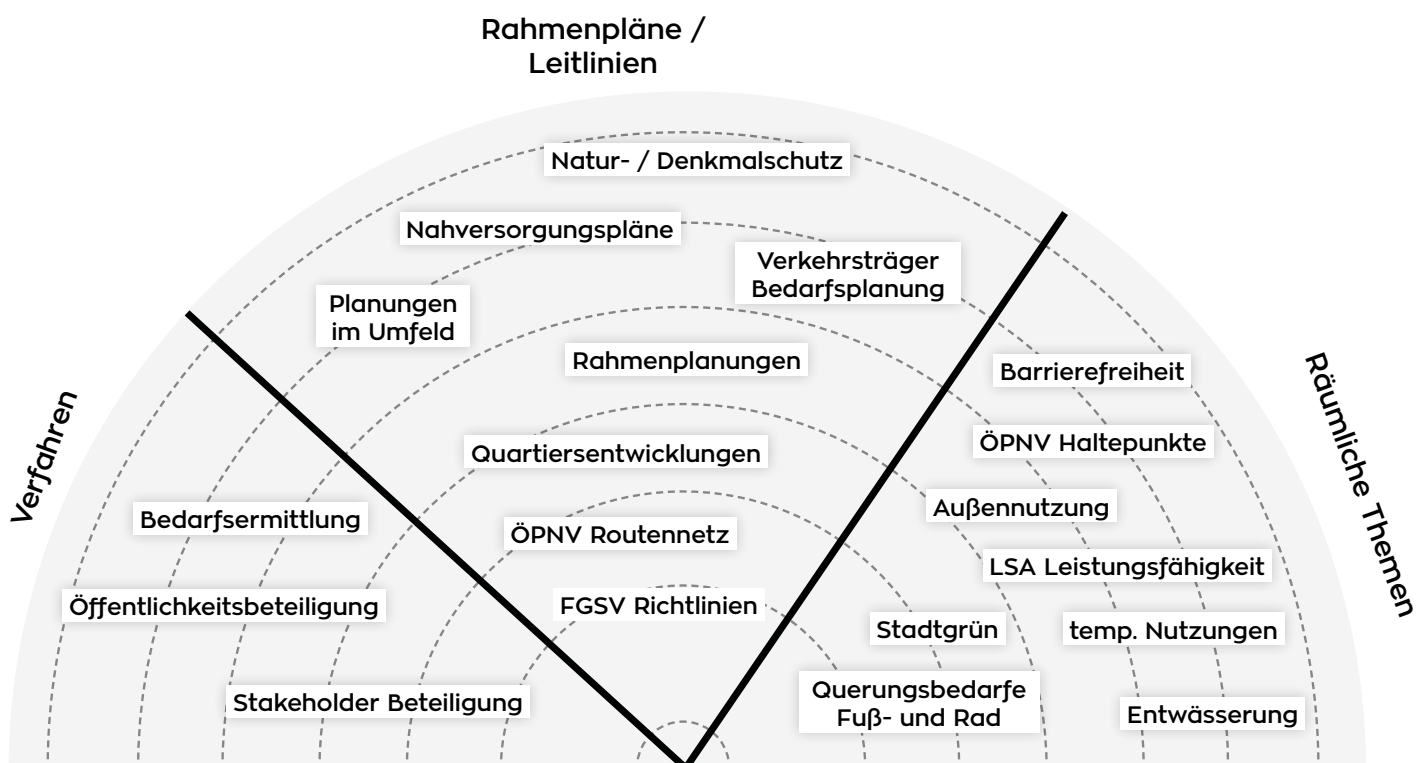 Rahmenpläne /
Leitlinien
Natur- / Denkmalschutz
Nahversorgungspläne
Verkehrsträger
Bedarfsplanung
Planungen
im Umfeld
Rahmenplanungen
Quartiersentwicklungen
ÖPNV Routennetz
FGSV Richtlinien
Verfahren
Bedarfsermittlung
Öffentlichkeitsbeteiligung
Stakeholder Beteiligung
Räumliche Themen
Barrierefreiheit
ÖPNV Haltepunkte
Außennutzung
LSA Leistungsfähigkeit
Stadtgrün
temp. Nutzungen
Querungsbedarfe
Fuß- und Rad
Entwässerung